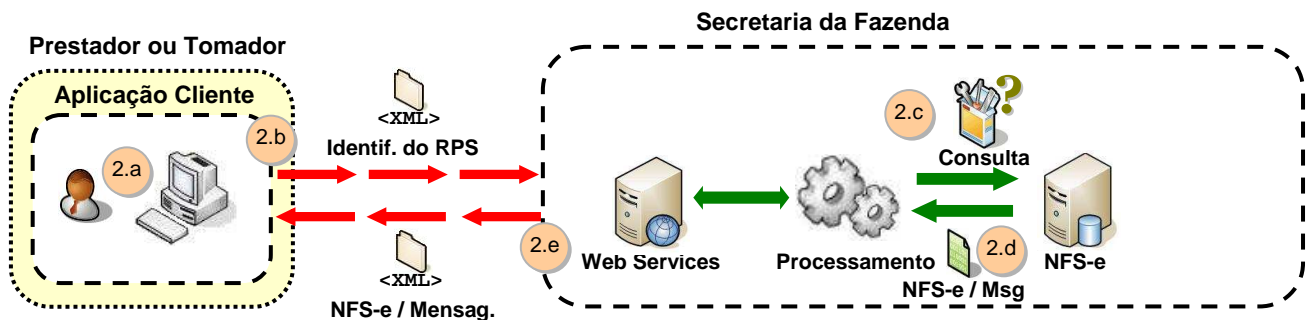 Secretaria da Fazenda
Prestador ou Tomador
Aplicação Cliente
<XML>
Identif. do RPS
2.a
2.b
2.c
Consulta
2.e
Web Services
Processamento
2.d
NFS-e
NFS-e / Msg
<XML>
NFS-e / Mensag.